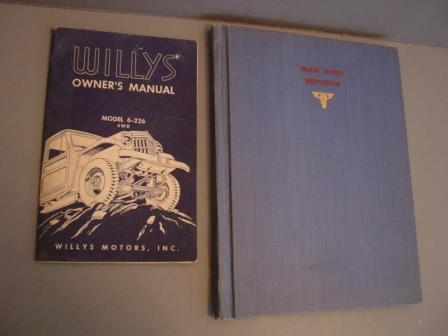 WILLYS
OWNER'S MANUAL
MODEL 6-226
4WD
WILLYS MOTORS, INC.